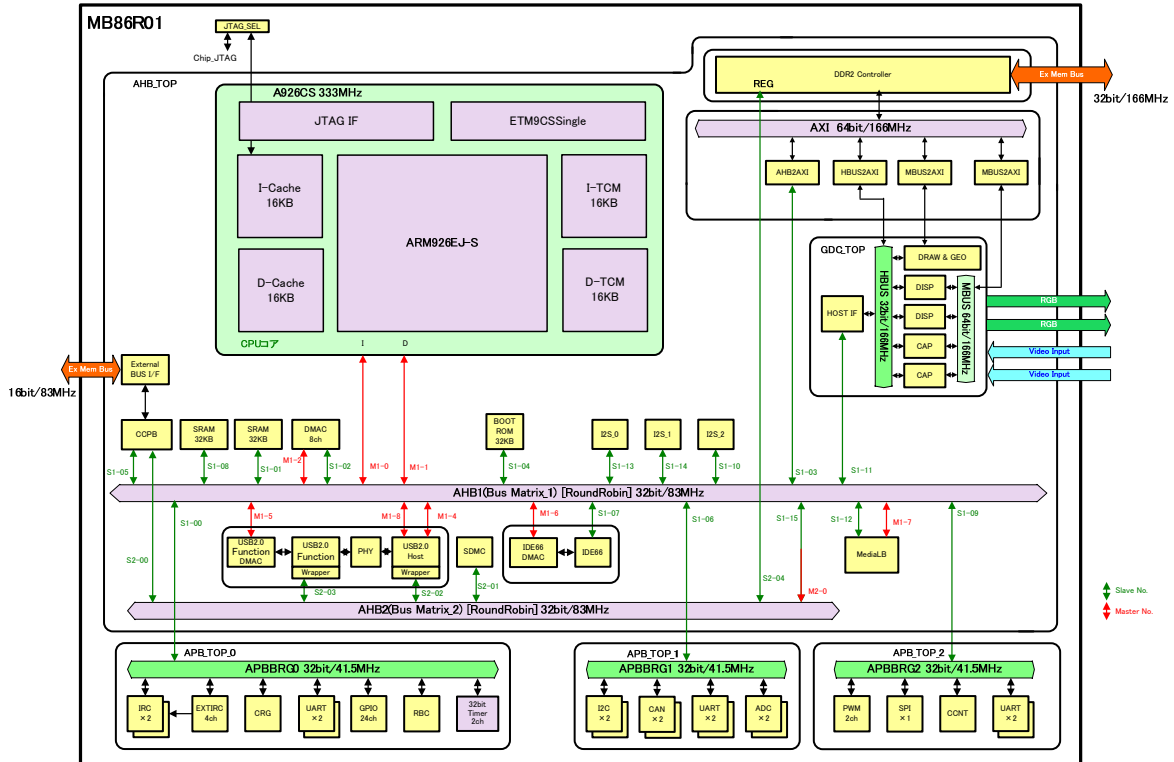 MB86R01
JTAG_SEL
Chip_JTAG
AHB_TOP
A926CS 333MHz
JTAG IF
ETM9CSSingle
I-Cache
16KB
ARM926EJ-S
I-TCM
16KB
D-Cache
16KB
D-TCM
16KB
CPUコア
I
D
REG
DDR2 Controller
Ex Mem Bus
32bit/166MHz
AXI 64bit/166MHz
AHB2AXI
HBUS2AXI
MBUS2AXI
MBUS2AXI
GDC_TOP
HBUS 32bit/166MHz
DRAW & GEO
DISP
DISP
CAP
CAP
MBUS 64bit/166MHz
HOST IF
RGB
RGB
Video Input
Video Input
Ex Mem Bus
16bit/83MHz
External
BUS I/F
CCPB
SRAM
32KB
SRAM
32KB
DMAC
8ch
BOOT
ROM
32KB
I2S_0
I2S_1
I2S_2
S1-05
S1-08
S1-01
M1-2
S1-02
M1-0
M1-1
S1-04
S1-13
S1-14
S1-10
S1-03
S1-11
AHB1(Bus Matrix_1) [RoundRobin] 32bit/83MHz
S1-00
M1-5
M1-8
M1-4
M1-6
S1-07
S1-06
S1-15
S1-12
M1-7
S1-09
S2-00
USB2.0
Function
DMAC
USB2.0
Function
Wrapper
PHY
USB2.0
Host
Wrapper
SDMC
IDE66
DMAC
IDE66
MediaLB
S2-03
S2-02
S2-01
S2-04
M2-0
AHB2(Bus Matrix_2) [RoundRobin] 32bit/83MHz
Slave No.
Master No.
APB_TOP_0
APBBRG0 32bit/41.5MHz
IRC
×2
EXTIRC
4ch
CRG
UART
×2
GPIO
24ch
RBC
32bit
Timer
2ch
APB_TOP_1
APBBRG1 32bit/41.5MHz
I2C
×2
CAN
×2
UART
×2
ADC
×2
APB_TOP_2
APBBRG2 32bit/41.5MHz
PWM
2ch
SPI
×1
CCNT
UART
×2